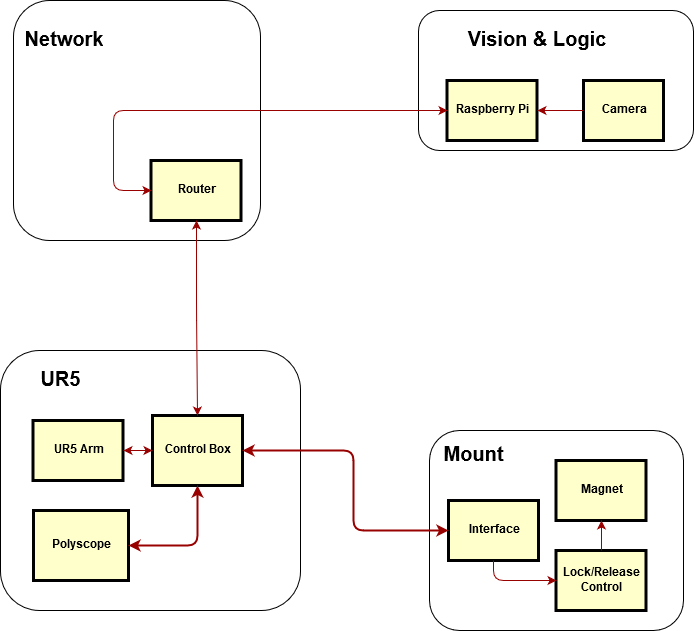 Network
Router
Vision & Logic
Raspberry Pi
Camera
UR5
UR5 Arm
Control Box
Polyscope
Mount
Interface
Magnet
Lock/Release
Control